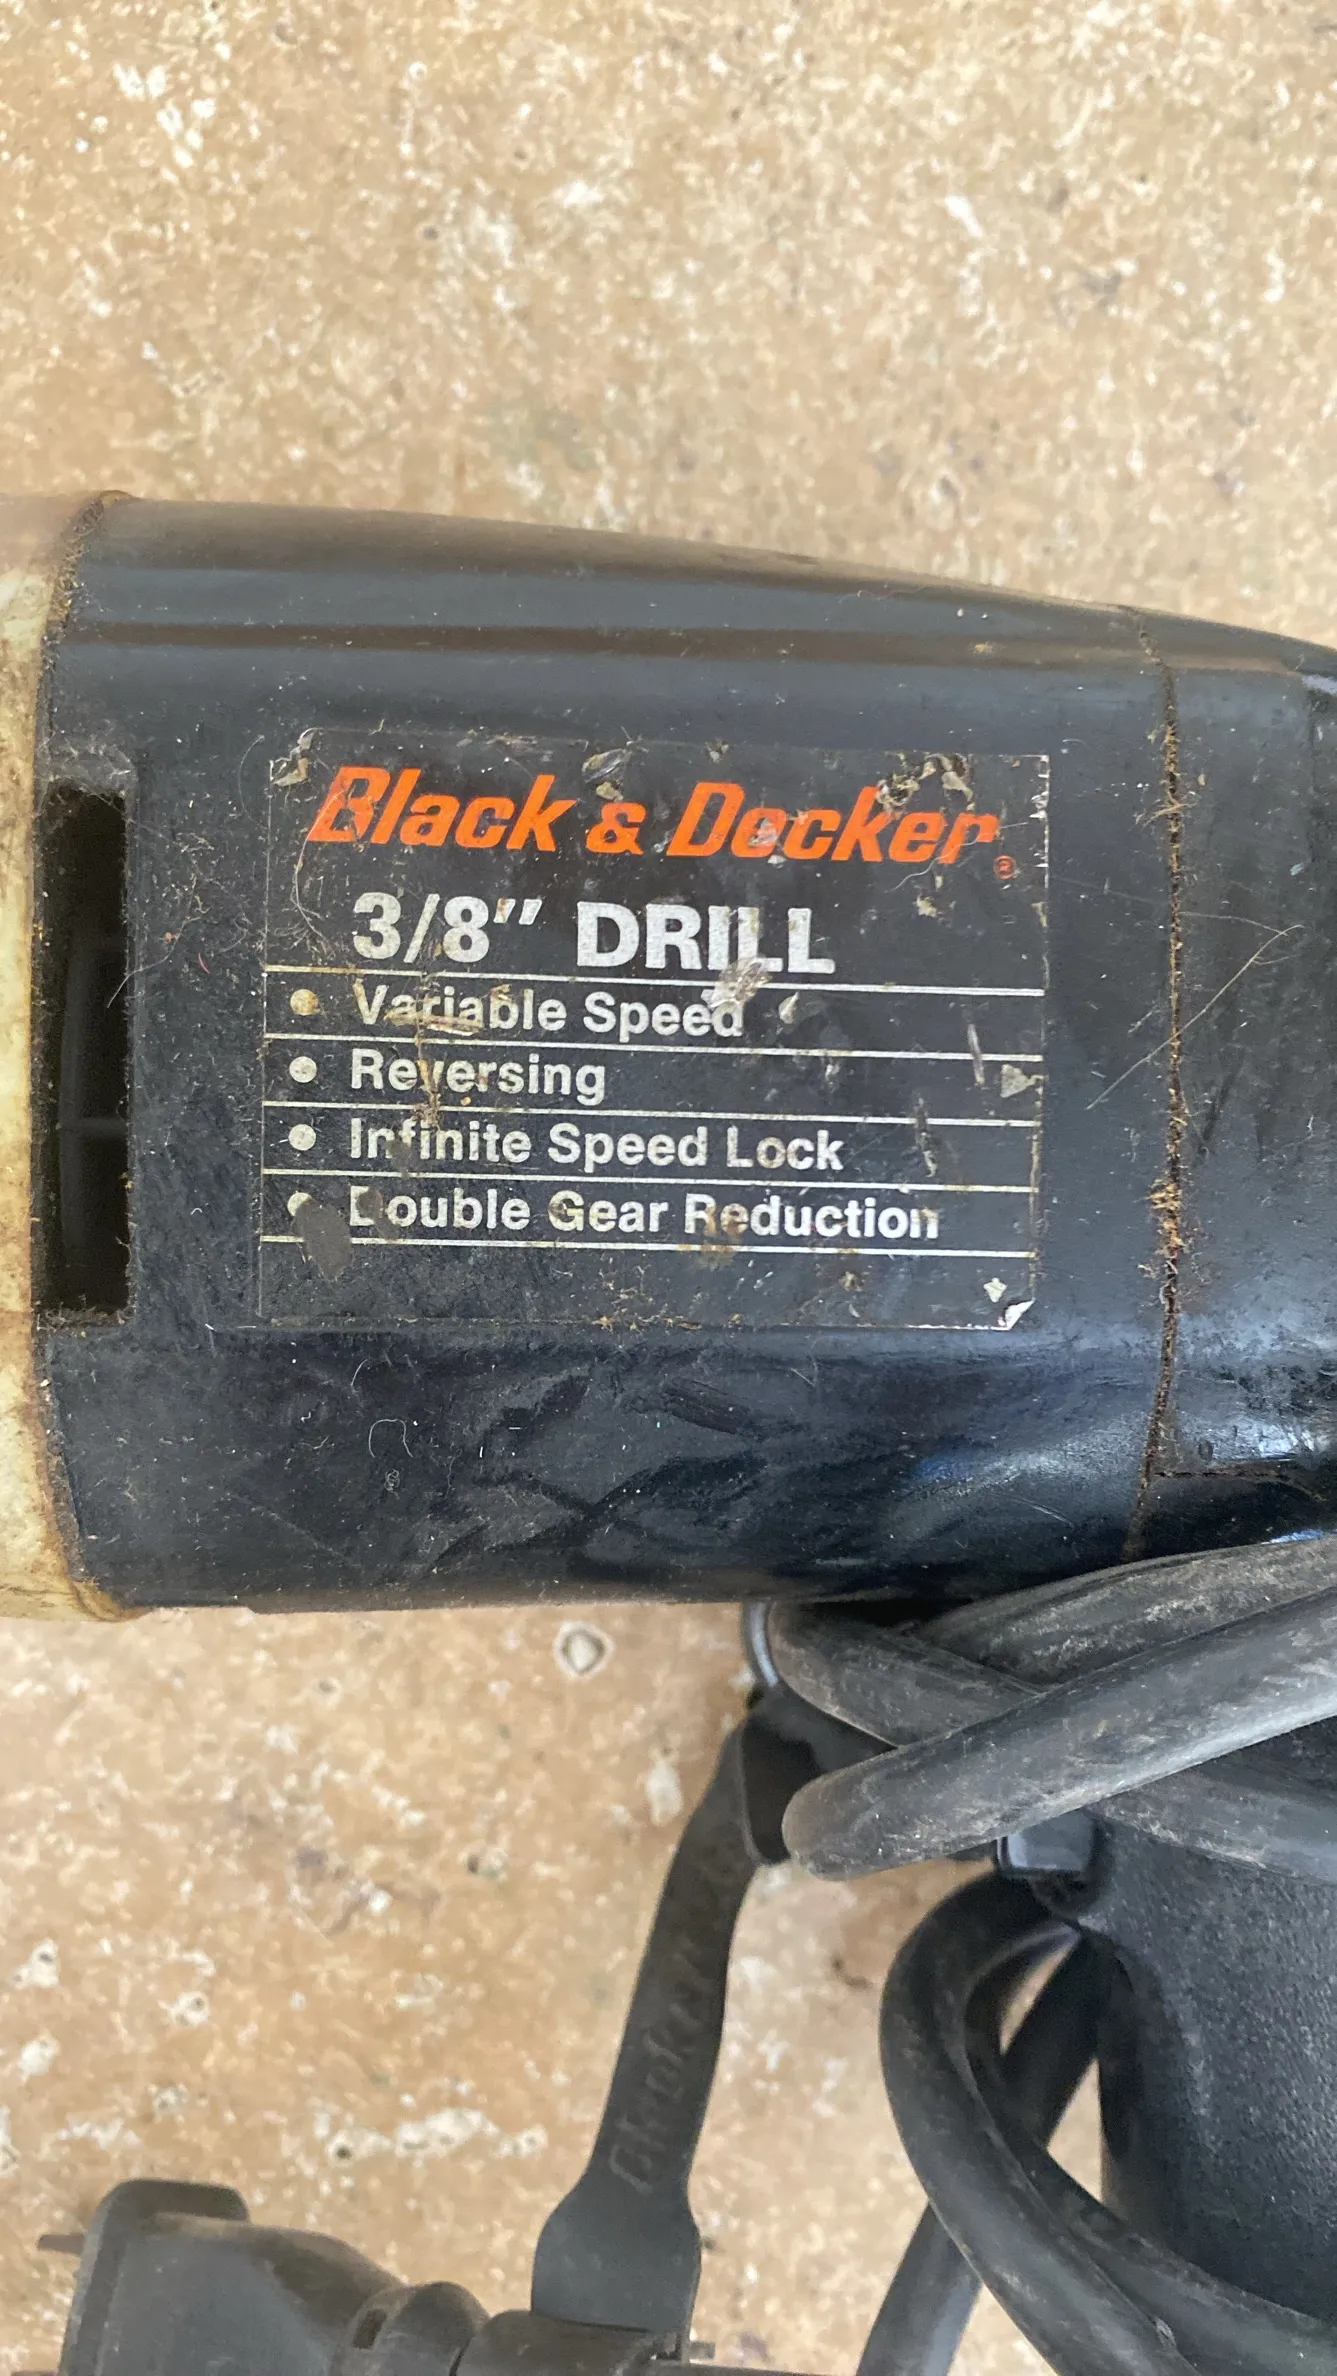 Black & Decker®
3/8" DRILL
• Variable Speed
• Reversing
• Infinite Speed Lock
• Double Gear Reduction